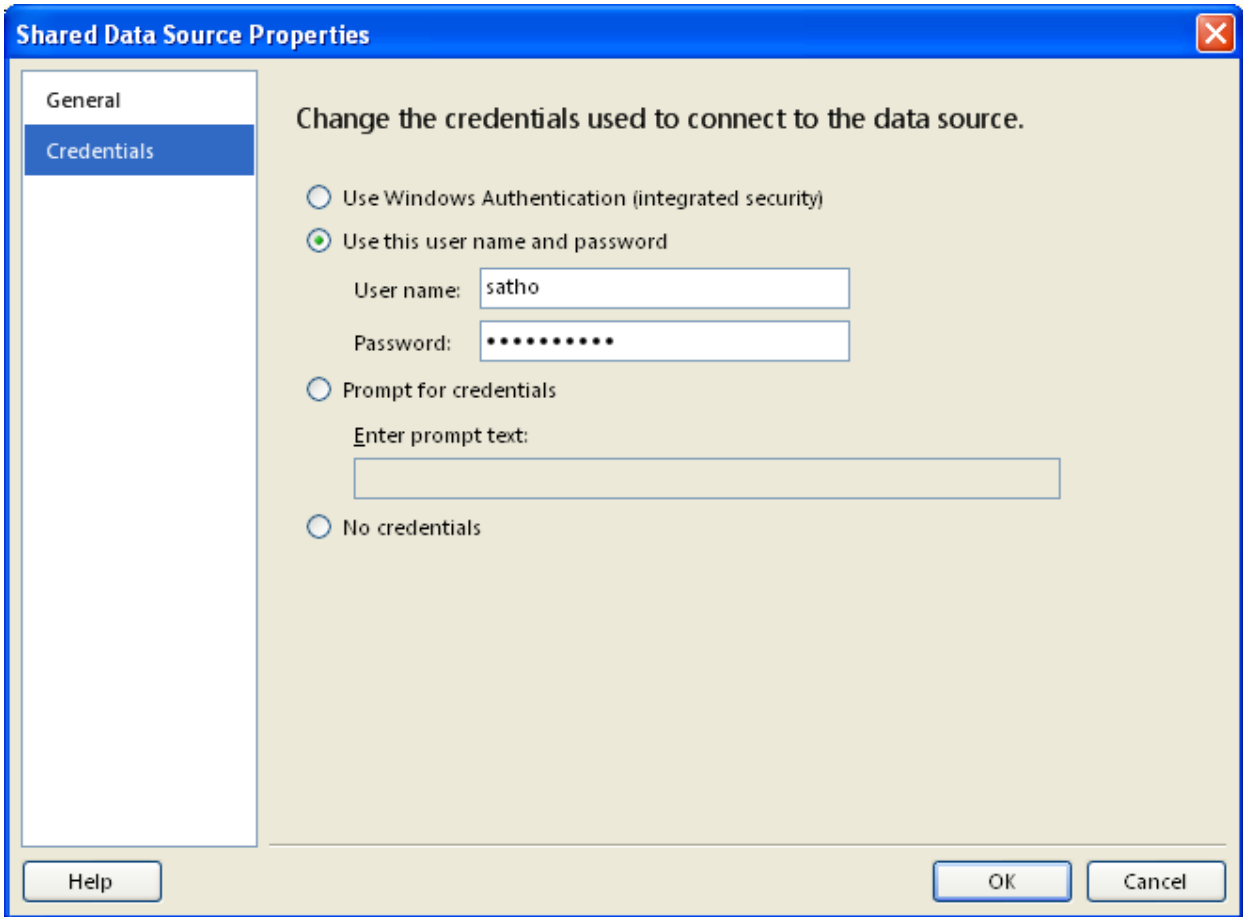 Shared Data Source Properties
General
Credentials
Change the credentials used to connect to the data source.
Use Windows Authentication (integrated security)
Use this user name and password
User name: satho
Password: ••••••••••
Prompt for credentials
Enter prompt text:
No credentials
Help
OK
Cancel